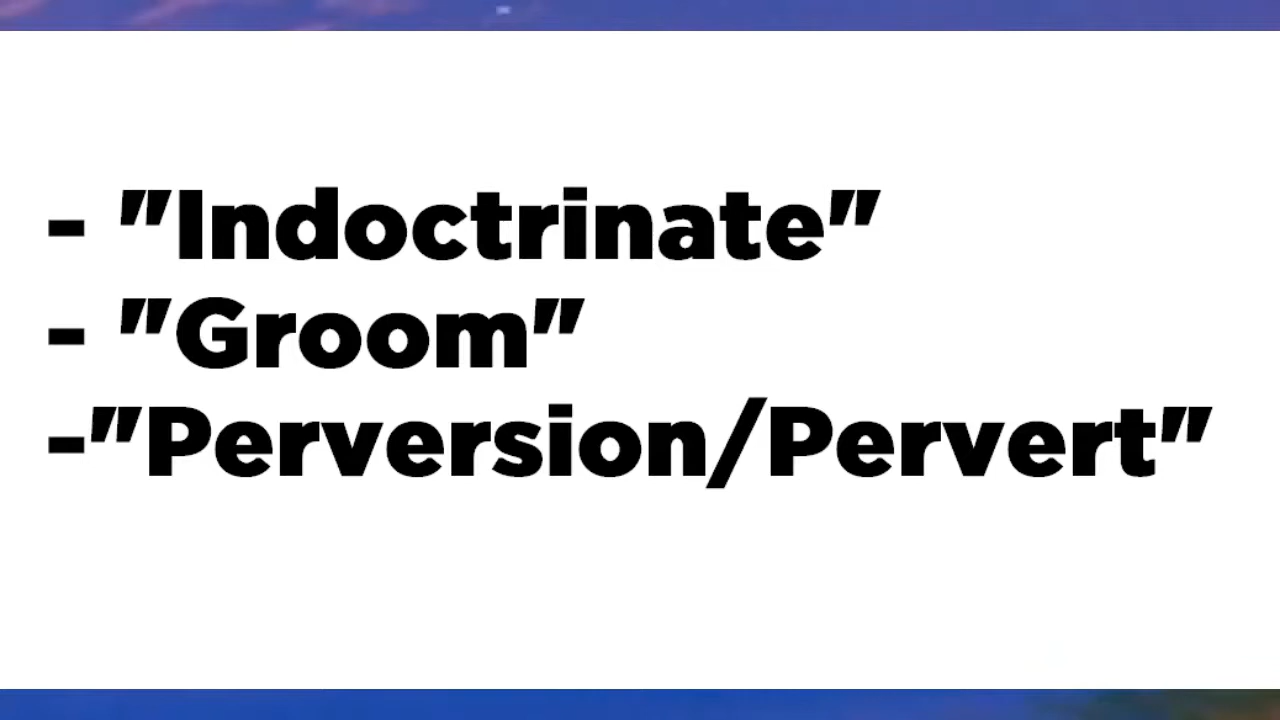 - "Indoctrinate"
- "Groom"
-"Perversion/Pervert"